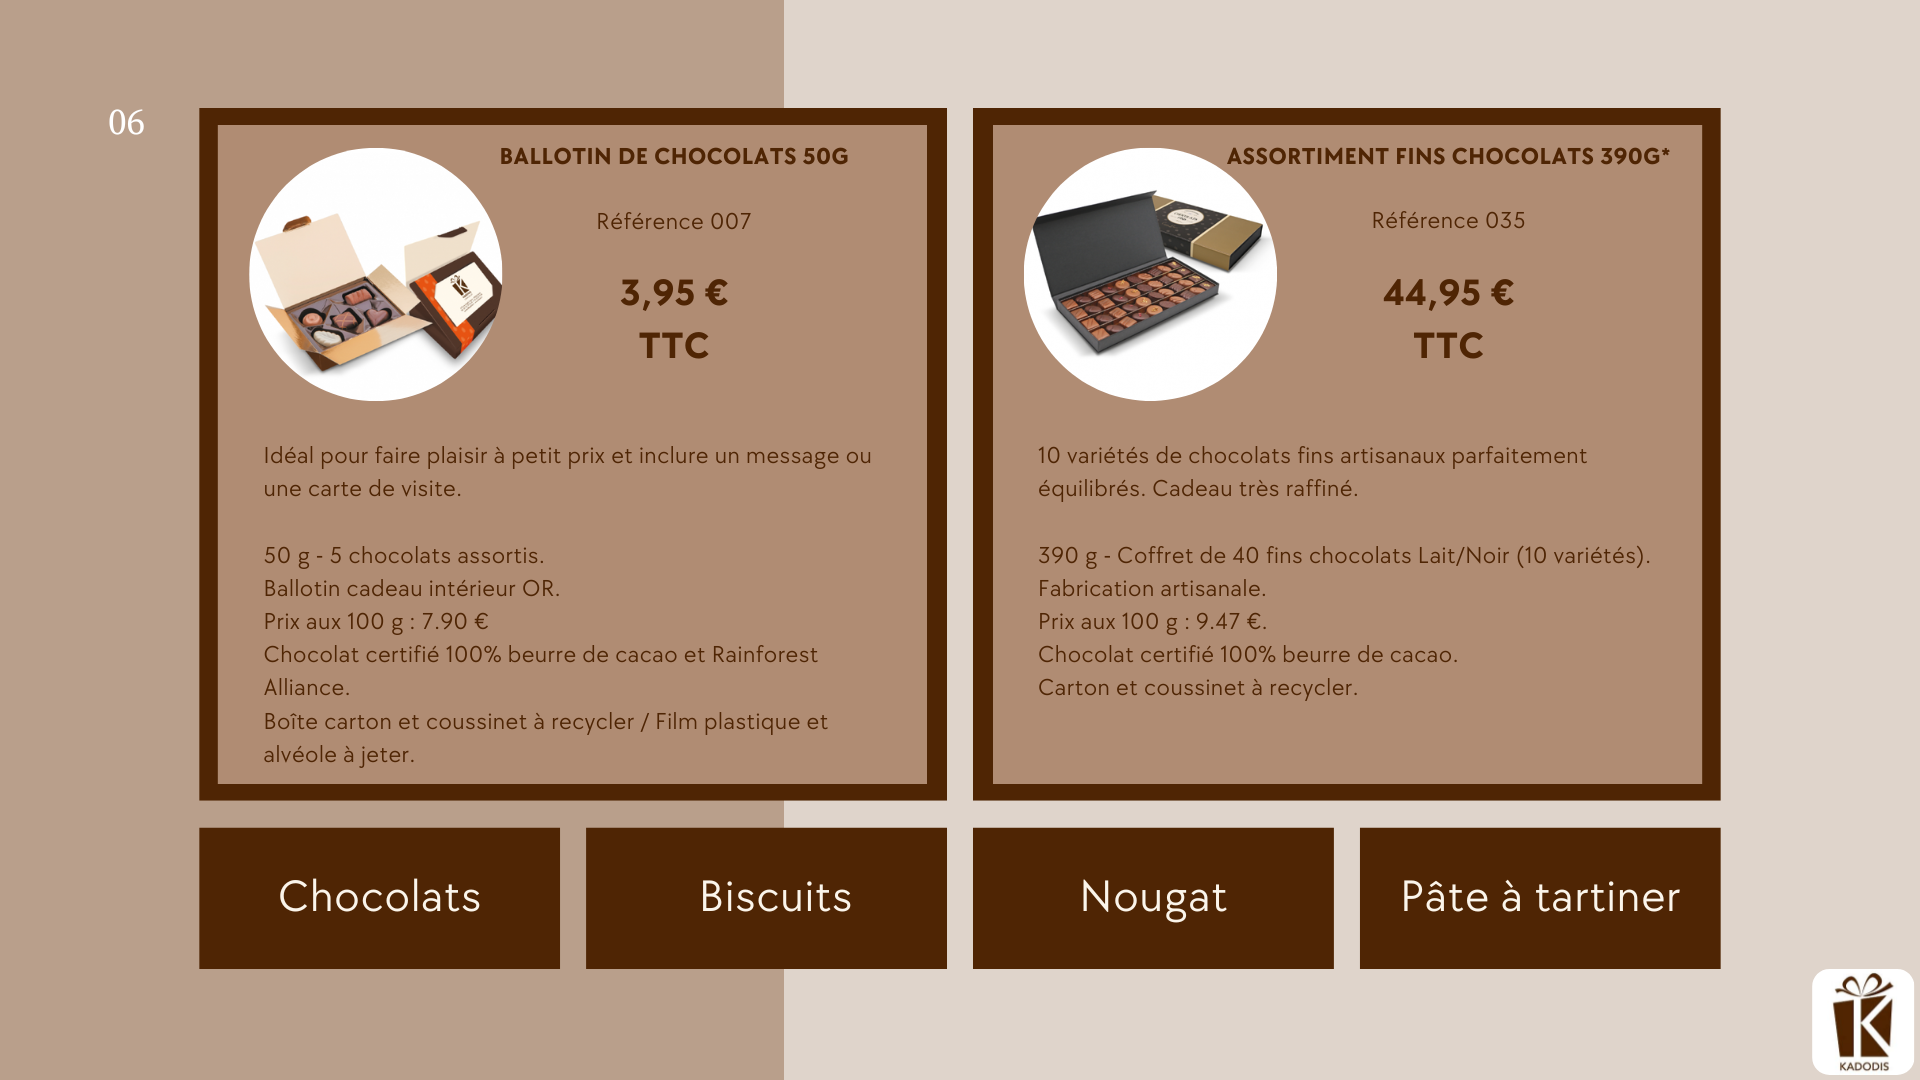 06
BALLOTIN DE CHOCOLATS 50G
Référence 007
3,95 €
TTC
Idéal pour faire plaisir à petit prix et inclure un message ou
une carte de visite.
50 g - 5 chocolats assortis.
Ballotin cadeau intérieur OR.
Prix aux 100 g : 7.90 €
Chocolat certifié 100% beurre de cacao et Rainforest
Alliance.
Boîte carton et coussinet à recycler / Film plastique et
alvéole à jeter.
ASSORTIMENT FINS CHOCOLATS 390G*
Référence 035
44,95 €
TTC
10 variétés de chocolats fins artisanaux parfaitement
équilibrés. Cadeau très raffiné.
390 g - Coffret de 40 fins chocolats Lait/Noir (10 variétés).
Fabrication artisanale.
Prix aux 100 g : 9.47 €.
Chocolat certifié 100% beurre de cacao.
Carton et coussinet à recycler.
Chocolats
Biscuits
Nougat
Pâte à tartiner
K
KADODIS